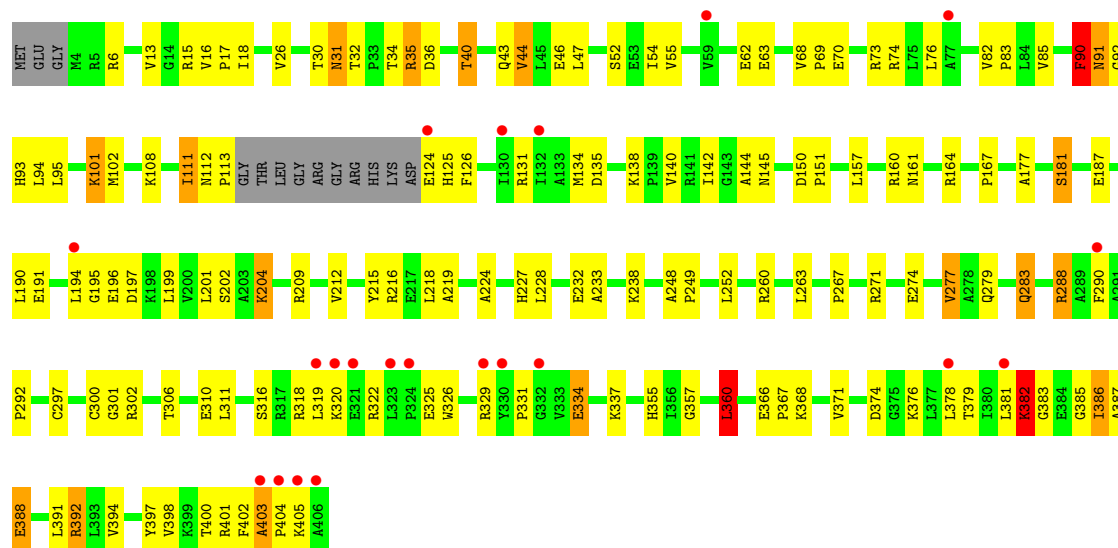 MET GLU GLY M4 R5 R6 V13 G14 R15 V16 P17 I18 V26 T30 N31 T32 P33 T34 R35 D36 T40 Q43 V44 L45 E46 L47 S52 E53 I54 V55 V59 E62 E63 V68 P69 E70 R73 R74 L75 L76 A77 V82 P83 L84 V85 F90 N91 G92
H93 L94 L95 K101 M102 K108 I111 N112 P113 GLY THR LEU GLY ARG GLY ARG HIS LYS ASP E124 H125 F126 I130 R131 I132 A133 M134 D135 K138 P139 V140 R141 I142 G143 A144 N145 D150 P151 L157 R160 N161 R164 P167 A177 S181 E187
L190 E191 L194 G195 E196 D197 K198 L199 V200 L201 S202 A203 K204 R209 V212 Y215 R216 E217 L218 A219 A224 H227 L228 E232 A233 K238 A248 P249 L252 R260 L263 P267 R271 E274 V277 A278 Q279 Q283 R288 A289 F290 A291
P292 C297 C300 G301 R302 T306 E310 L311 S316 R317 R318 L319 K320 E321 R322 L323 P324 E325 W326 R329 Y330 P331 G332 V333 E334 K337 H355 I356 G357 L360 E366 P367 K368 V371 D374 G375 K376 L377 L378 T379 I380 L381 K382 G383 E384 G385 I386 A387
E388 L391 R392 L393 V394 Y397 V398 K399 T400 R401 F402 A403 P404 K405 A406